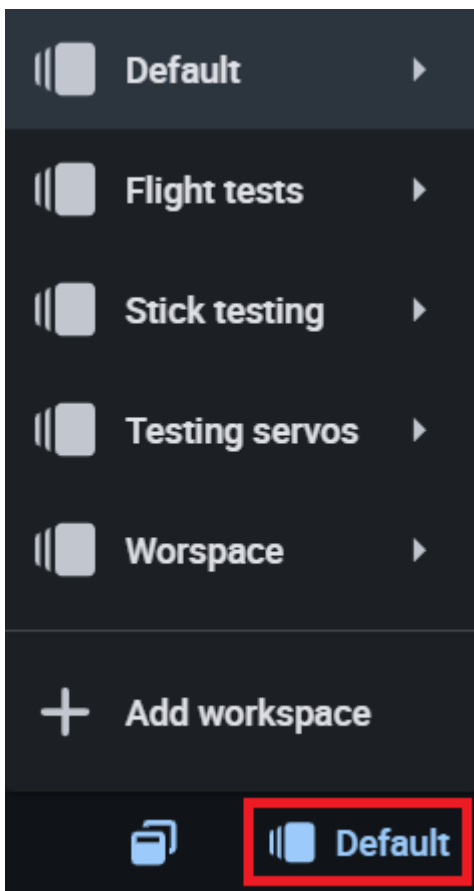 Default
Flight tests
Stick testing
Testing servos
Worspace
Add workspace
Default